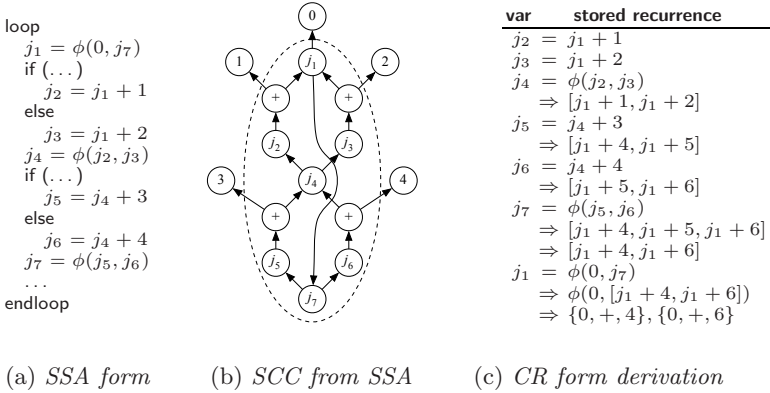 loop
j₁ = ϕ(0, j₇)
if (...)
j₂ = j₁ + 1
else
j₃ = j₁ + 2
j₄ = ϕ(j₂, j₃)
if (...)
j₅ = j₄ + 3
else
j₆ = j₄ + 4
j₇ = ϕ(j₅, j₆)
...
endloop
(a) SSA form
0
1 j₁ 2
+ +
j₂ j₃
3 j₄ 4
+ +
j₅ j₆
j₇
(b) SCC from SSA
var stored recurrence
j₂ = j₁ + 1
j₃ = j₁ + 2
j₄ = ϕ(j₂, j₃)
⇒ [j₁ + 1, j₁ + 2]
j₅ = j₄ + 3
⇒ [j₁ + 4, j₁ + 5]
j₆ = j₄ + 4
⇒ [j₁ + 5, j₁ + 6]
j₇ = ϕ(j₅, j₆)
⇒ [j₁ + 4, j₁ + 5, j₁ + 6]
⇒ [j₁ + 4, j₁ + 6]
j₁ = ϕ(0, j₇)
⇒ ϕ(0, [j₁ + 4, j₁ + 6])
⇒ {0, +, 4}, {0, +, 6}
(c) CR form derivation